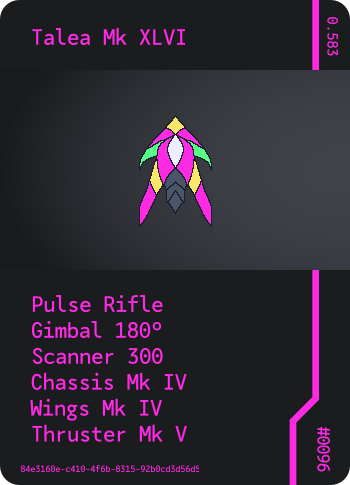 Talea Mk XLVI
0.583
Pulse Rifle
Gimbal 180°
Scanner 300
Chassis Mk IV
Wings Mk IV
Thruster Mk V
#0096
84e3160e-c410-4f6b-8315-92b0cd3d56d5